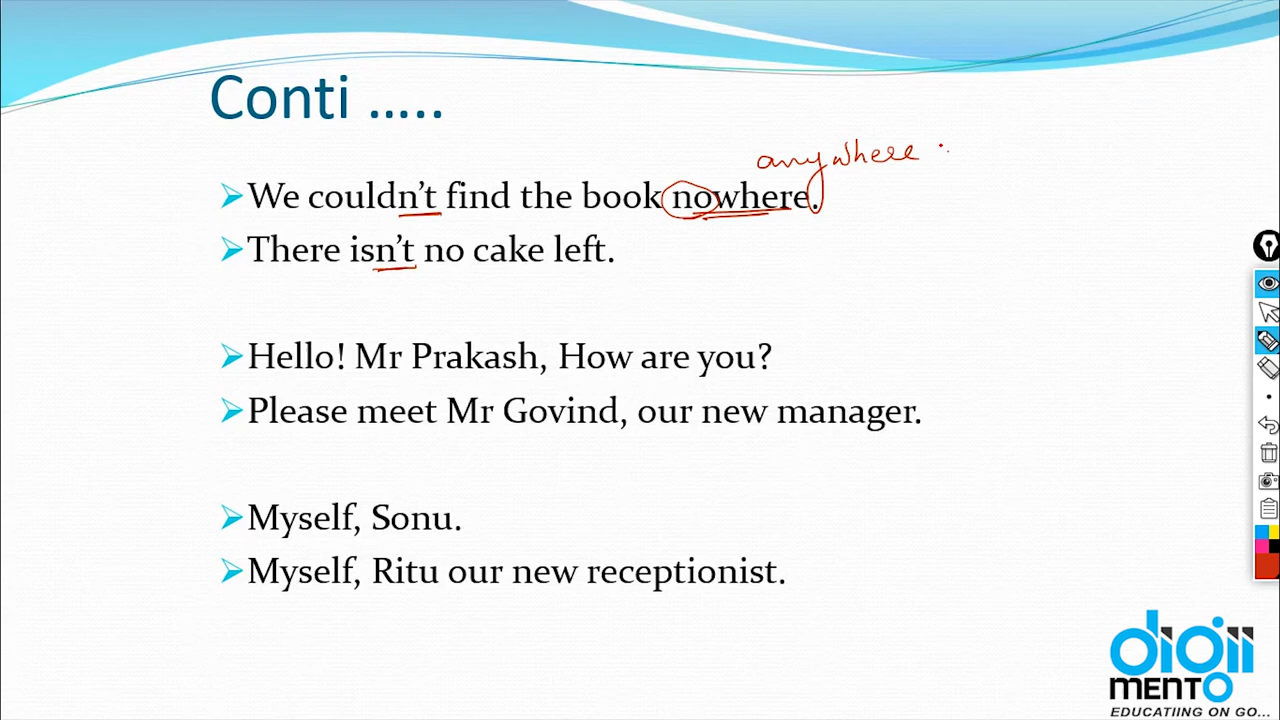 Conti …..
anywhere
We couldn't find the book nowhere.
There isn't no cake left.
Hello! Mr Prakash, How are you?
Please meet Mr Govind, our new manager.
Myself, Sonu.
Myself, Ritu our new receptionist.
digii
MENTO
EDUCATIING ON GO...